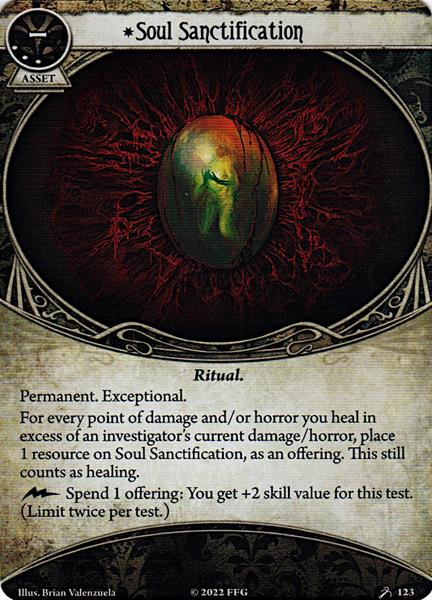 *Soul Sanctification
ASSET
Ritual.
Permanent. Exceptional.
For every point of damage and/or horror you heal in
excess of an investigator's current damage/horror, place
1 resource on Soul Sanctification, as an offering. This still
counts as healing.
Spend 1 offering: You get +2 skill value for this test.
(Limit twice per test.)
Illus. Brian Valenzuela
© 2022 FFG
123